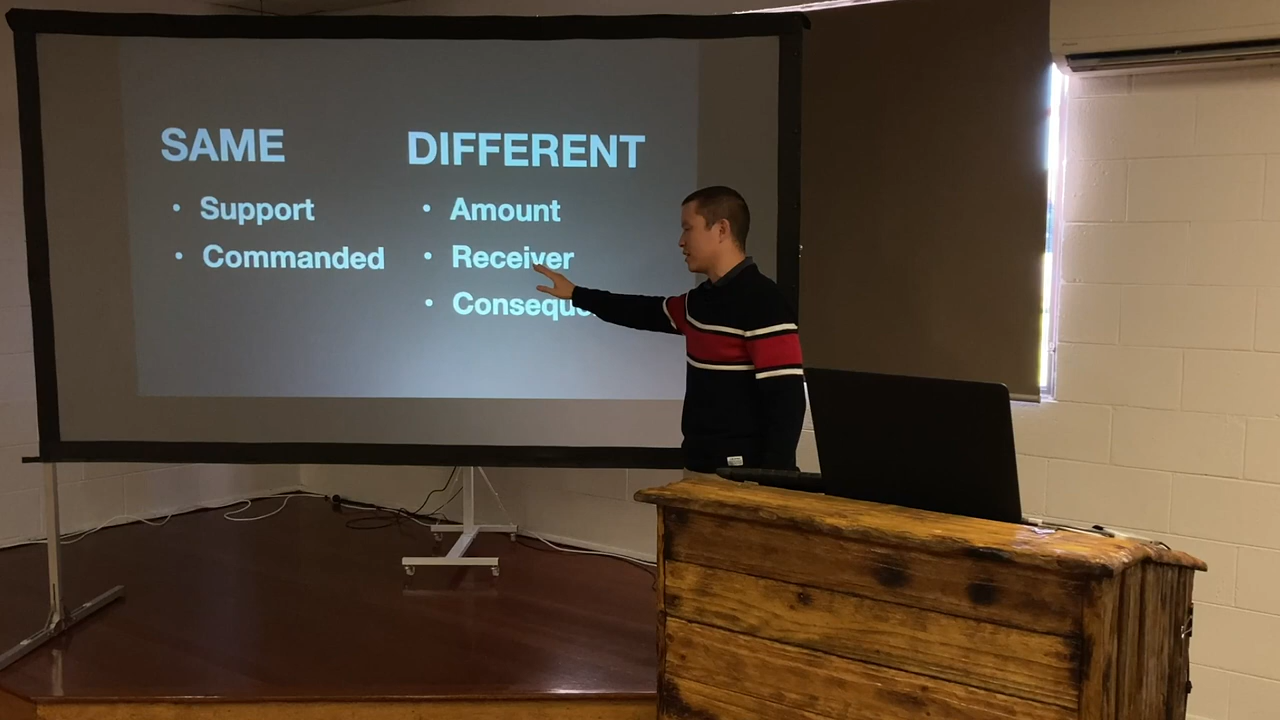 SAME
• Support
• Commanded
DIFFERENT
• Amount
• Receiver
• Consequ